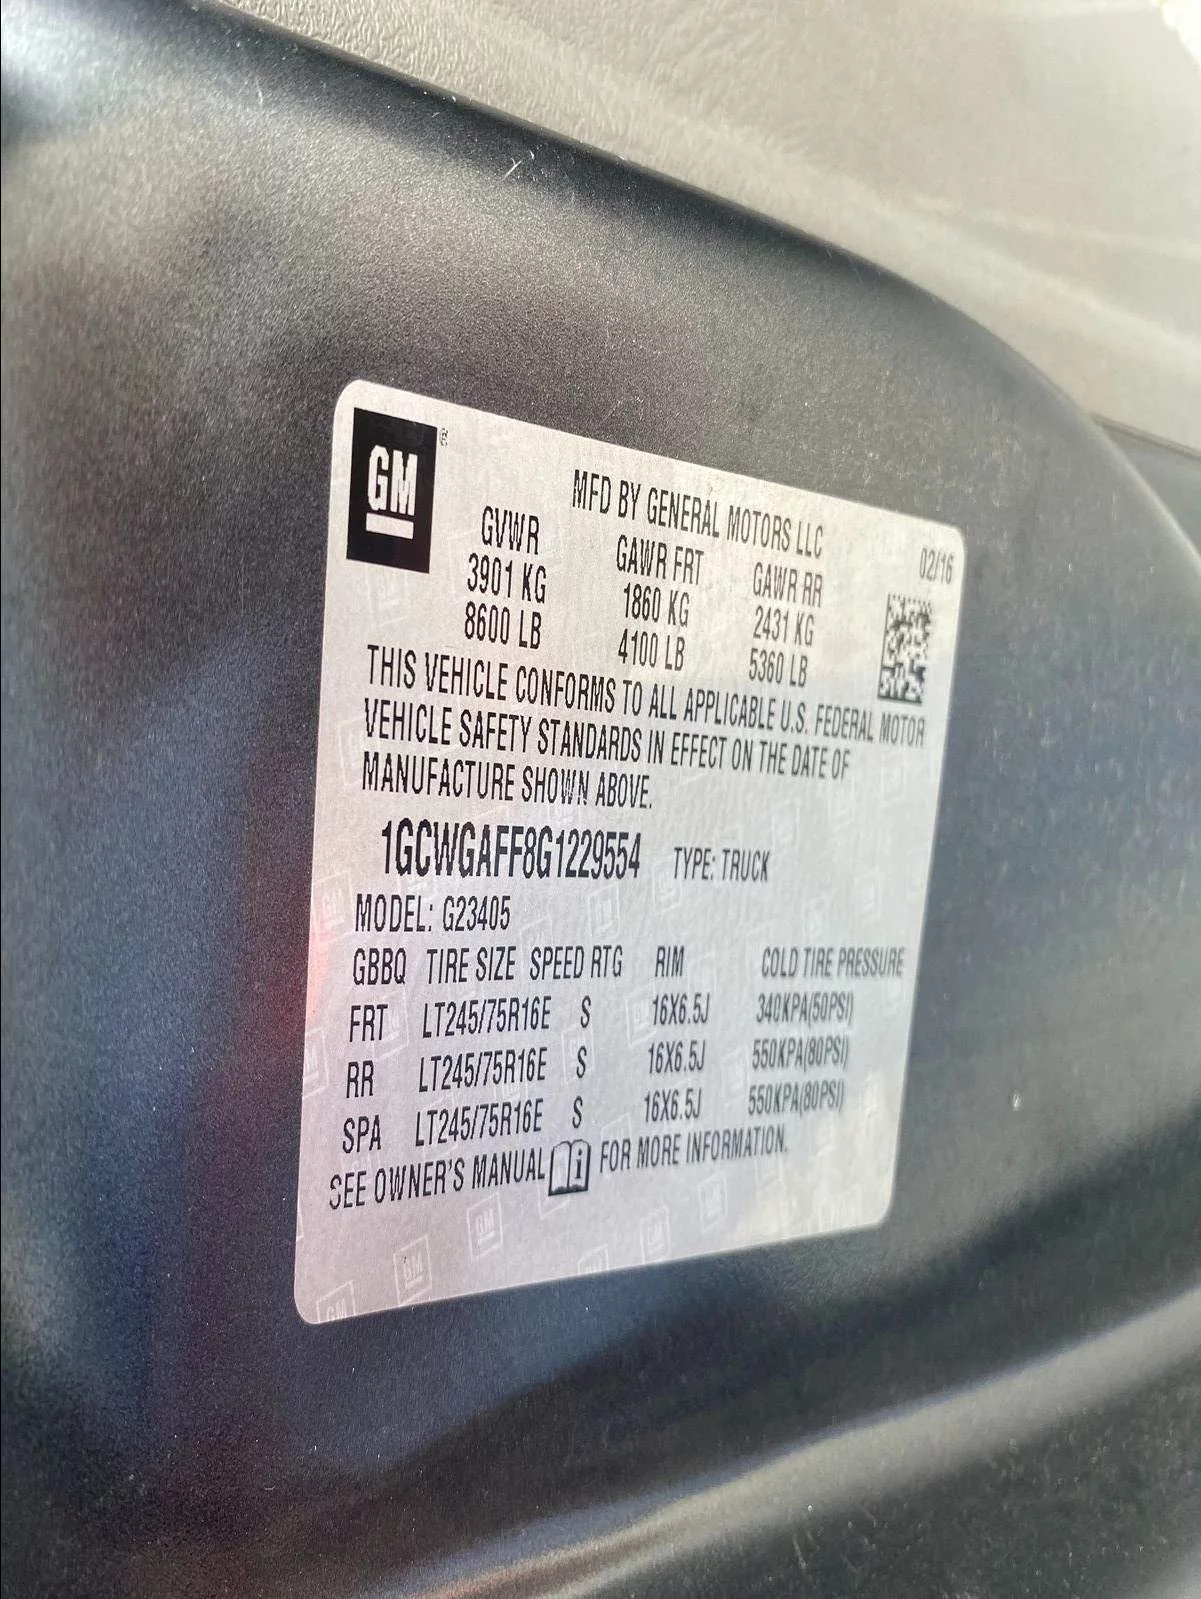 GM
MFD BY GENERAL MOTORS LLC
02/16
GVWR GAWR FRT GAWR RR
3901 KG 1860 KG 2431 KG
8600 LB 4100 LB 5360 LB
THIS VEHICLE CONFORMS TO ALL APPLICABLE U.S. FEDERAL MOTOR
VEHICLE SAFETY STANDARDS IN EFFECT ON THE DATE OF
MANUFACTURE SHOWN ABOVE.
1GCWGAFF8G1229554 TYPE: TRUCK
MODEL: G23405
GBBQ TIRE SIZE SPEED RTG RIM COLD TIRE PRESSURE
FRT LT245/75R16E S 16X6.5J 340KPA(50PSI)
RR LT245/75R16E S 16X6.5J 550KPA(80PSI)
SPA LT245/75R16E S 16X6.5J 550KPA(80PSI)
SEE OWNER'S MANUAL i FOR MORE INFORMATION.